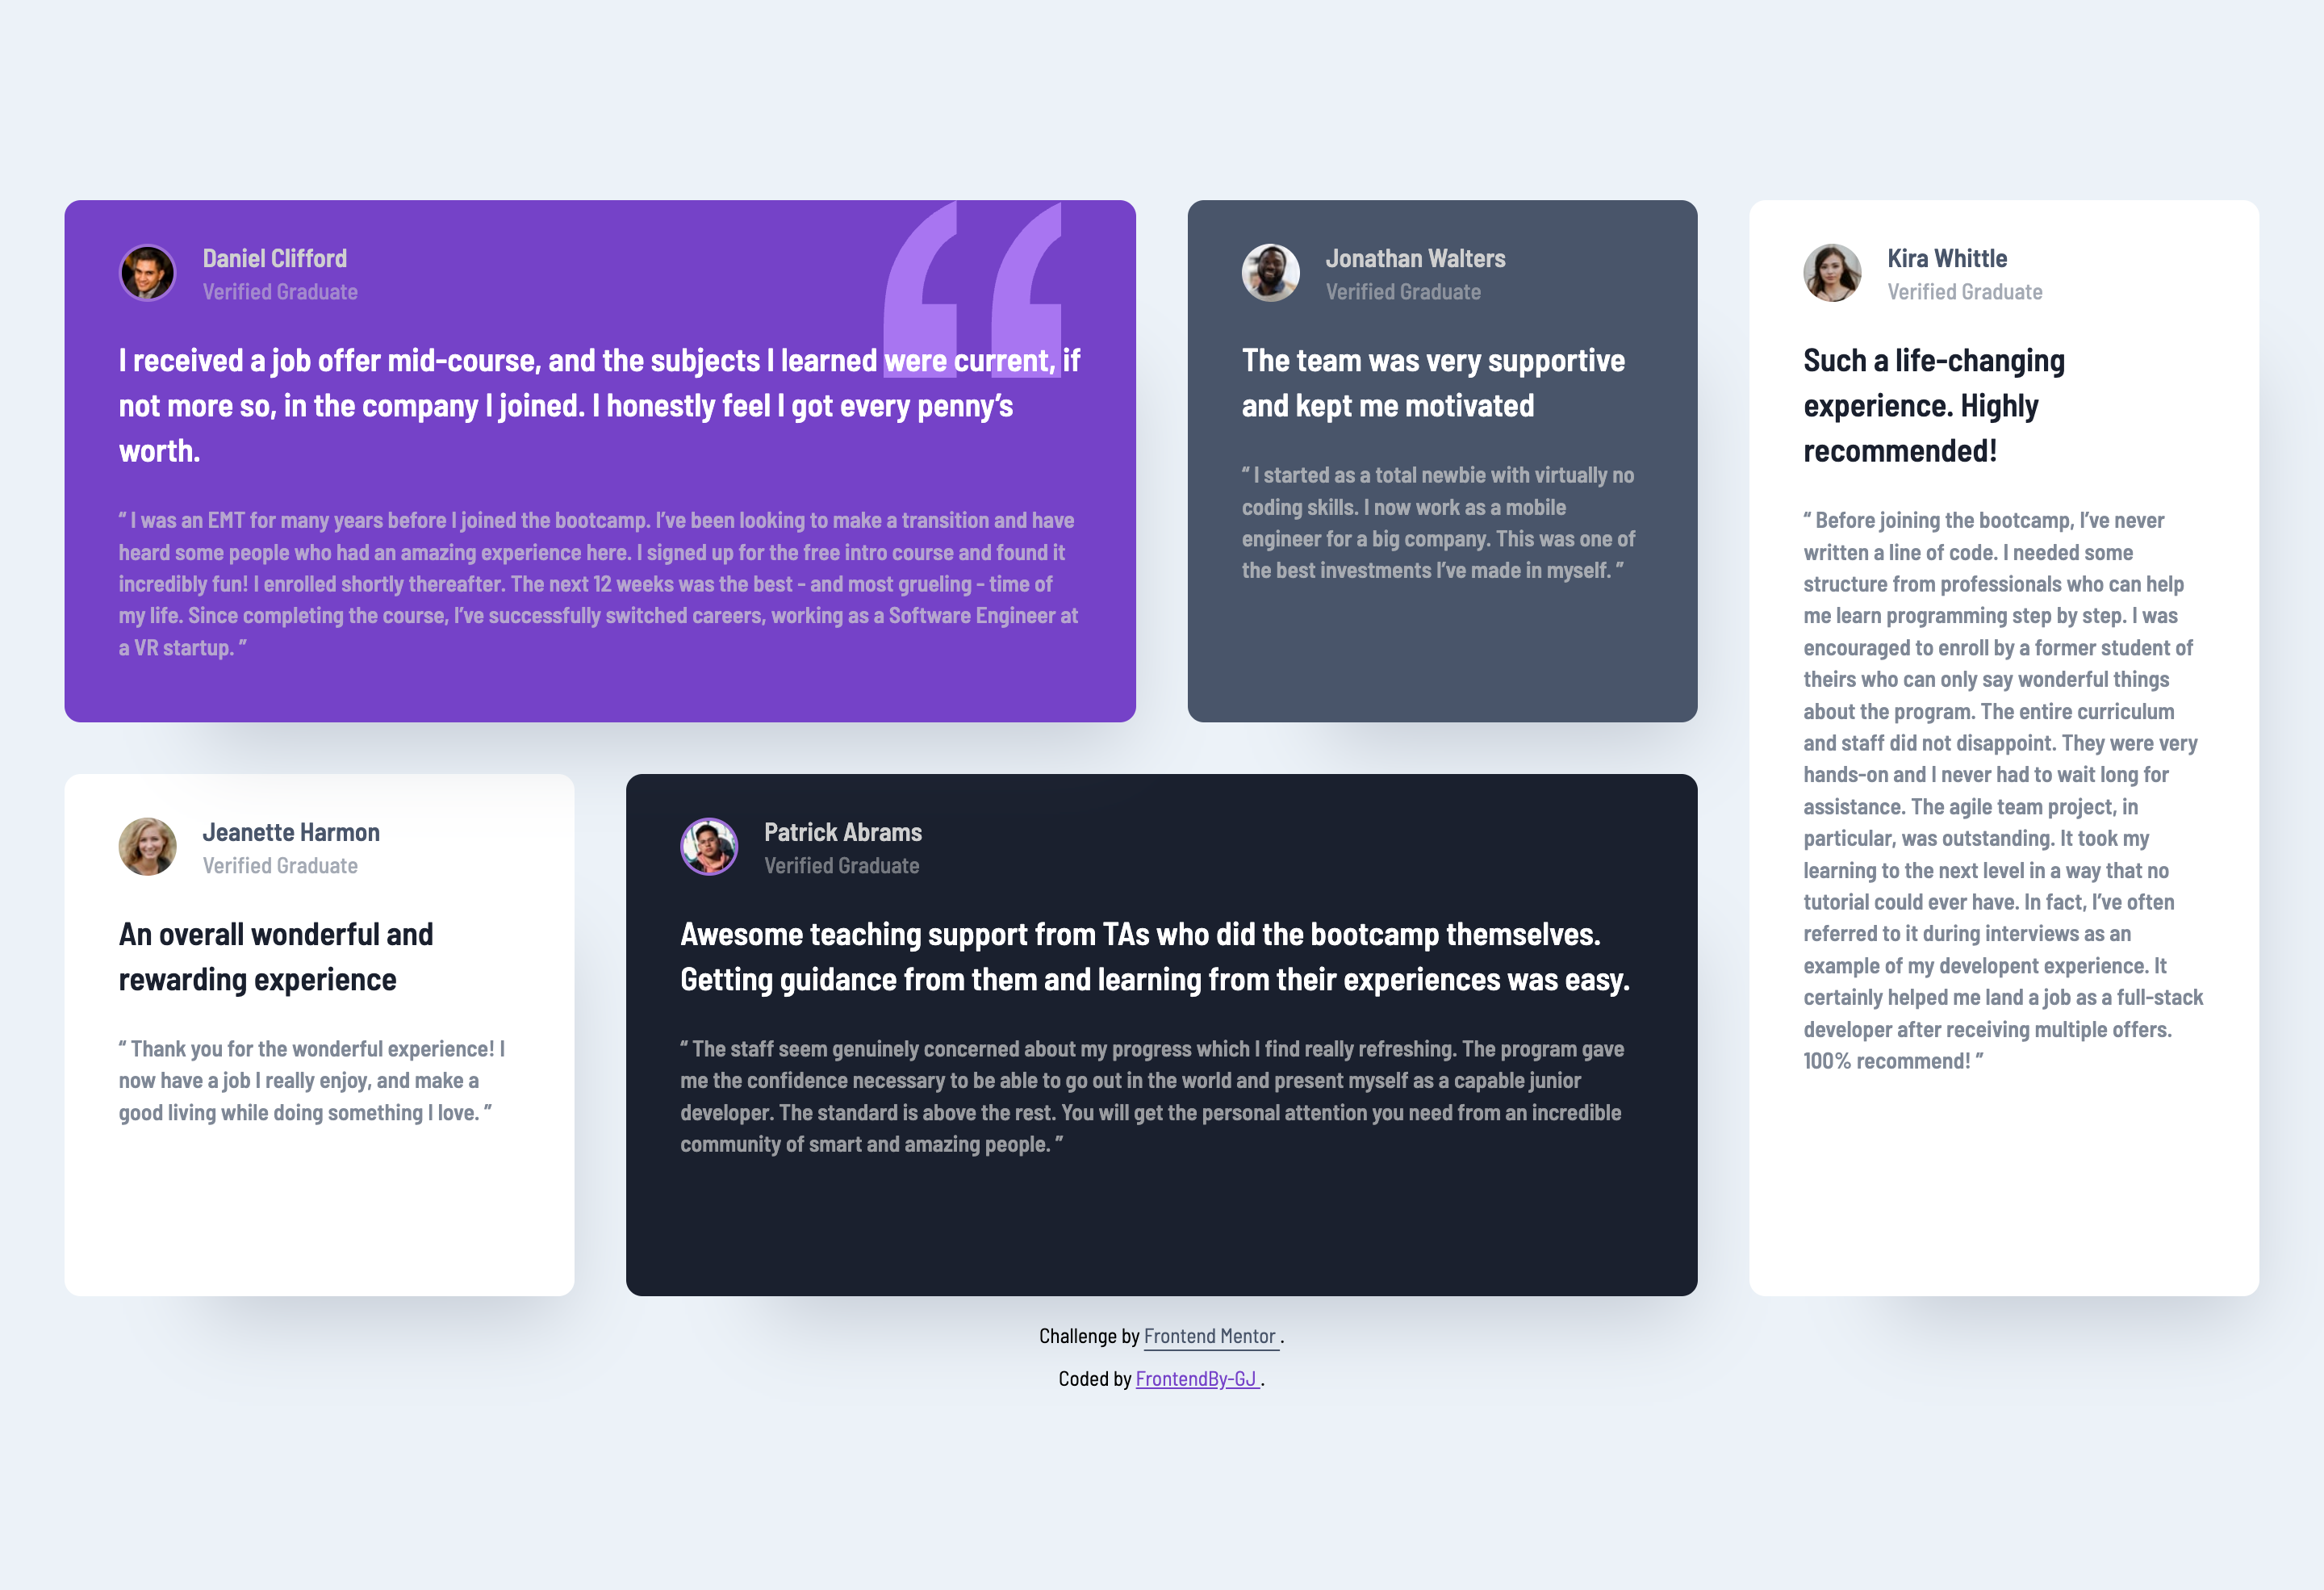 Daniel Clifford
Verified Graduate
I received a job offer mid-course, and the subjects I learned were current, if
not more so, in the company I joined. I honestly feel I got every penny’s
worth.
“ I was an EMT for many years before I joined the bootcamp. I’ve been looking to make a transition and have
heard some people who had an amazing experience here. I signed up for the free intro course and found it
incredibly fun! I enrolled shortly thereafter. The next 12 weeks was the best - and most grueling - time of
my life. Since completing the course, I’ve successfully switched careers, working as a Software Engineer at
a VR startup. ”
Jonathan Walters
Verified Graduate
The team was very supportive
and kept me motivated
“ I started as a total newbie with virtually no
coding skills. I now work as a mobile
engineer for a big company. This was one of
the best investments I’ve made in myself. ”
Kira Whittle
Verified Graduate
Such a life-changing
experience. Highly
recommended!
“ Before joining the bootcamp, I’ve never
written a line of code. I needed some
structure from professionals who can help
me learn programming step by step. I was
encouraged to enroll by a former student of
theirs who can only say wonderful things
about the program. The entire curriculum
and staff did not disappoint. They were very
hands-on and I never had to wait long for
assistance. The agile team project, in
particular, was outstanding. It took my
learning to the next level in a way that no
tutorial could ever have. In fact, I’ve often
referred to it during interviews as an
example of my developent experience. It
certainly helped me land a job as a full-stack
developer after receiving multiple offers.
100% recommend! ”
Jeanette Harmon
Verified Graduate
An overall wonderful and
rewarding experience
“ Thank you for the wonderful experience! I
now have a job I really enjoy, and make a
good living while doing something I love. ”
Patrick Abrams
Verified Graduate
Awesome teaching support from TAs who did the bootcamp themselves.
Getting guidance from them and learning from their experiences was easy.
“ The staff seem genuinely concerned about my progress which I find really refreshing. The program gave
me the confidence necessary to be able to go out in the world and present myself as a capable junior
developer. The standard is above the rest. You will get the personal attention you need from an incredible
community of smart and amazing people. ”
Challenge by Frontend Mentor .
Coded by FrontendBy-GJ .